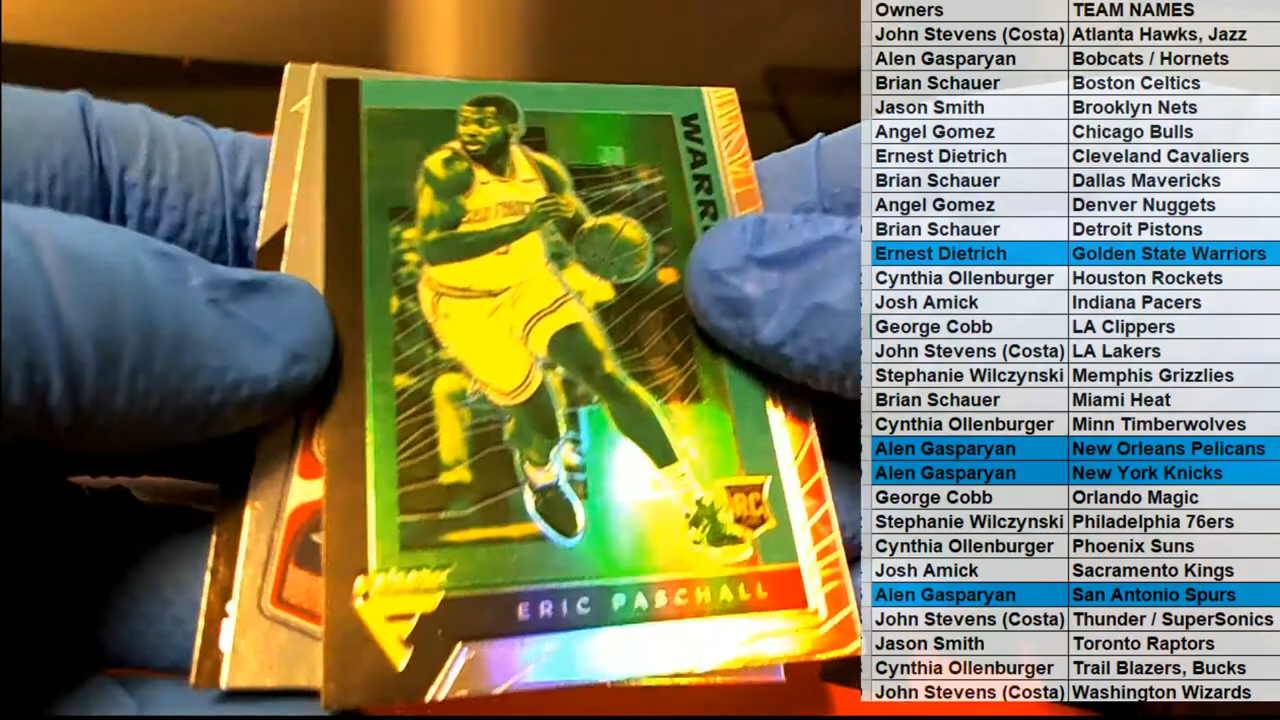 WARR
RC
ERIC PASCHALL
Owners TEAM NAMES
John Stevens (Costa) Atlanta Hawks, Jazz
Alen Gasparyan Bobcats / Hornets
Brian Schauer Boston Celtics
Jason Smith Brooklyn Nets
Angel Gomez Chicago Bulls
Ernest Dietrich Cleveland Cavaliers
Brian Schauer Dallas Mavericks
Angel Gomez Denver Nuggets
Brian Schauer Detroit Pistons
Ernest Dietrich Golden State Warriors
Cynthia Ollenburger Houston Rockets
Josh Amick Indiana Pacers
George Cobb LA Clippers
John Stevens (Costa) LA Lakers
Stephanie Wilczynski Memphis Grizzlies
Brian Schauer Miami Heat
Cynthia Ollenburger Minn Timberwolves
Alen Gasparyan New Orleans Pelicans
Alen Gasparyan New York Knicks
George Cobb Orlando Magic
Stephanie Wilczynski Philadelphia 76ers
Cynthia Ollenburger Phoenix Suns
Josh Amick Sacramento Kings
Alen Gasparyan San Antonio Spurs
John Stevens (Costa) Thunder / SuperSonics
Jason Smith Toronto Raptors
Cynthia Ollenburger Trail Blazers, Bucks
John Stevens (Costa) Washington Wizards